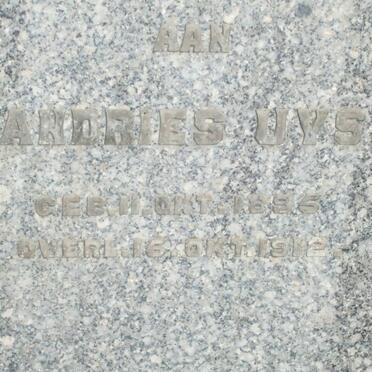 AAN
ANDRIES UYS
GEB. 11. OKT. 1895
OVERL. 16. OKT. 1912.